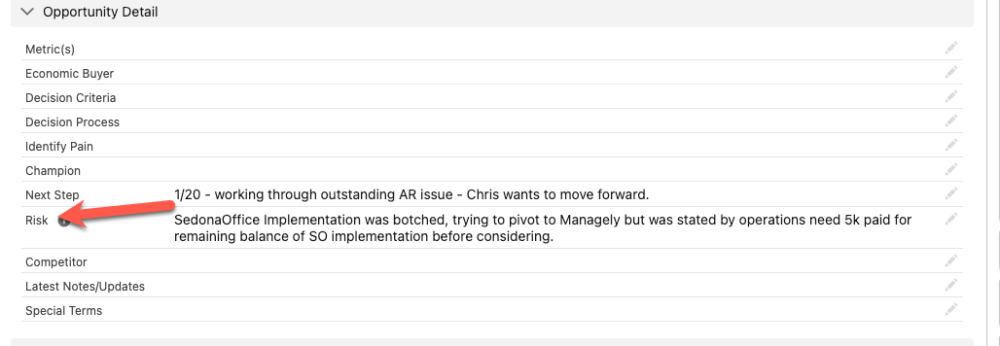 Opportunity Detail
Metric(s)
Economic Buyer
Decision Criteria
Decision Process
Identify Pain
Champion
Next Step 1/20 - working through outstanding AR issue - Chris wants to move forward.
Risk SedonaOffice Implementation was botched, trying to pivot to Managely but was stated by operations need 5k paid for
remaining balance of SO implementation before considering.
Competitor
Latest Notes/Updates
Special Terms